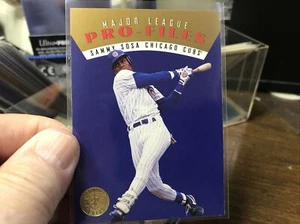 MAJOR LEAGUE
PRO-FILES
SAMMY SOSA CHICAGO CUBS